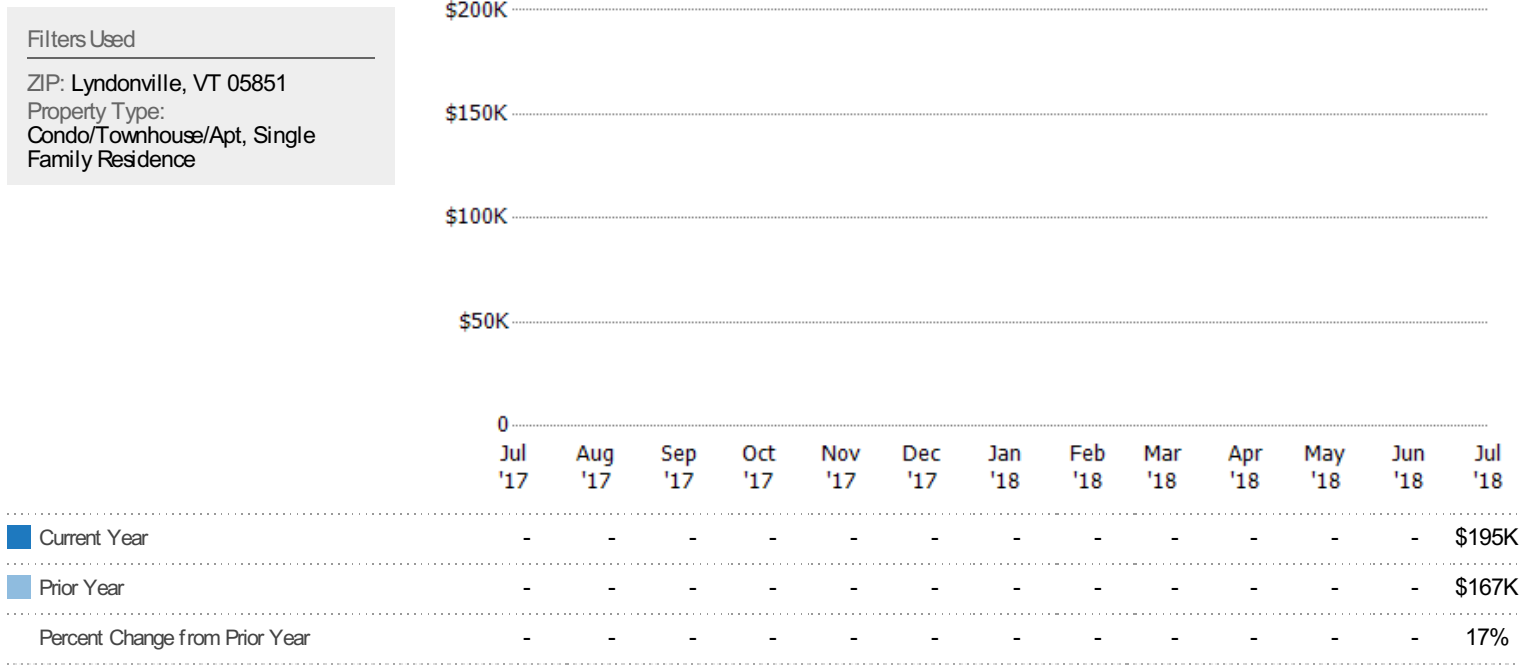 Filters Used
ZIP: Lyndonville, VT 05851
Property Type:
Condo/Townhouse/Apt, Single
Family Residence
$200K
$150K
$100K
$50K
0
Jul Aug Sep Oct Nov Dec Jan Feb Mar Apr May Jun Jul
'17 '17 '17 '17 '17 '17 '18 '18 '18 '18 '18 '18 '18
Current Year - - - - - - - - - - - - $195K
Prior Year - - - - - - - - - - - - $167K
Percent Change from Prior Year - - - - - - - - - - - - 17%